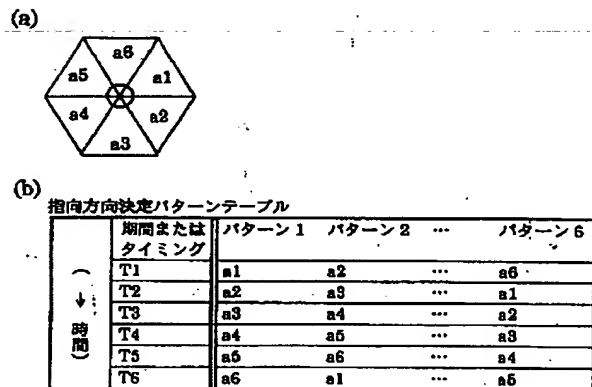 (a)
a6
a5 a1
a4 a2
a3
(b)
指向方向決定パターンテーブル
期間または タイミング パターン1 パターン2 … パターン6
(→時間)
T1 a1 a2 … a6
T2 a2 a3 … a1
T3 a3 a4 … a2
T4 a4 a5 … a3
T5 a5 a6 … a4
T6 a6 a1 … a5